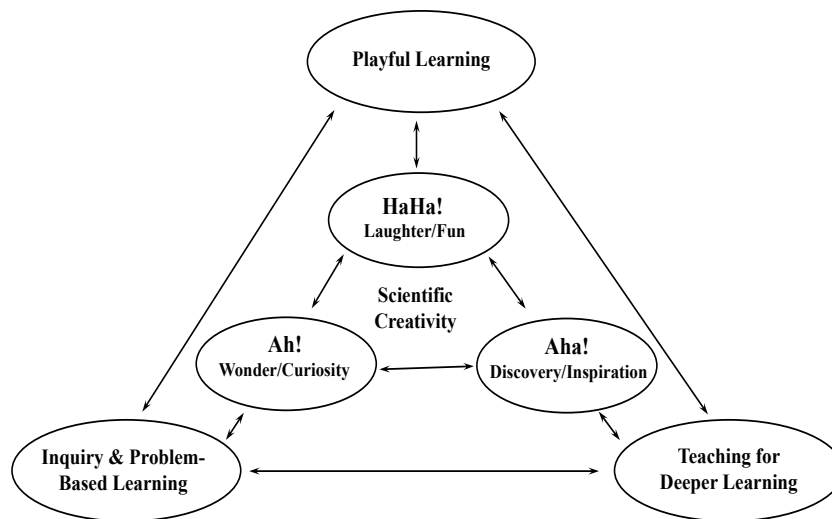 Playful Learning
HaHa!
Laughter/Fun
Scientific
Creativity
Ah!
Wonder/Curiosity
Aha!
Discovery/Inspiration
Inquiry & Problem-
Based Learning
Teaching for
Deeper Learning